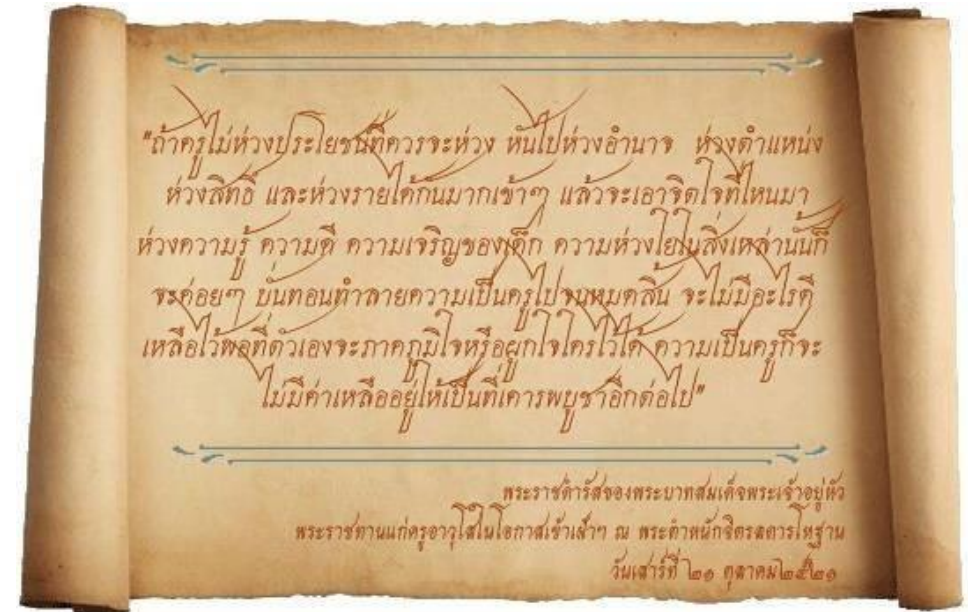 "ถ้าครูไม่ห่วงประโยชน์ที่ควรจะห่วง หันไปห่วงอำนาจ ห่วงตำแหน่ง
ห่วงสิทธิ์ และห่วงรายได้กันมากเข้าๆ แล้วจะเอาจิตใจที่ไหนมา
ห่วงความรู้ ความดี ความเจริญของเด็ก ความห่วงใยในสิ่งเหล่านั้นก็
จะค่อยๆ บั่นทอนทำลายความเป็นครูไปจนหมดสิ้น จะไม่มีอะไรดี
เหลือไว้พอที่ตัวเองจะภาคภูมิใจหรือผูกใจใครไว้ได้ ความเป็นครูก็จะ
ไม่มีค่าเหลืออยู่ให้เป็นที่เคารพบูชาอีกต่อไป"
พระราชดำรัสของพระบาทสมเด็จพระเจ้าอยู่หัว
พระราชทานแก่ครูอาวุโสในโอกาสเข้าเฝ้าฯ ณ พระตำหนักจิตรลดารโหฐาน
วันเสาร์ที่ ๒๑ ตุลาคม ๒๕๒๑